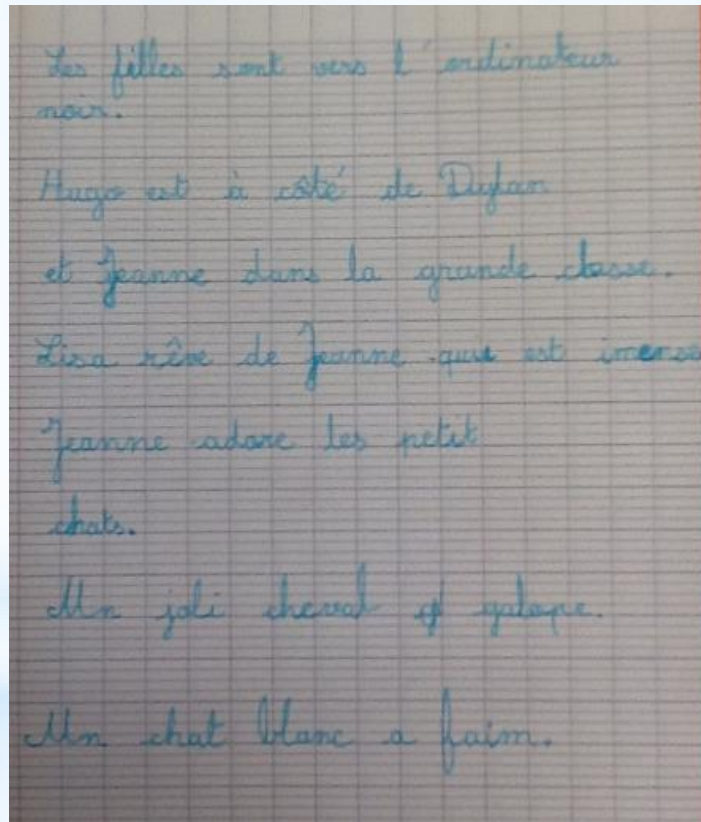 Les filles sont vers l'ordinateur
noir.
Hugo est à côté de Dylan
et Jeanne dans la grande classe.
Lisa rêve de Jeanne qui est imense
Jeanne adore les petit
chats.
Un joli cheval galope.
Un chat blanc a faim.